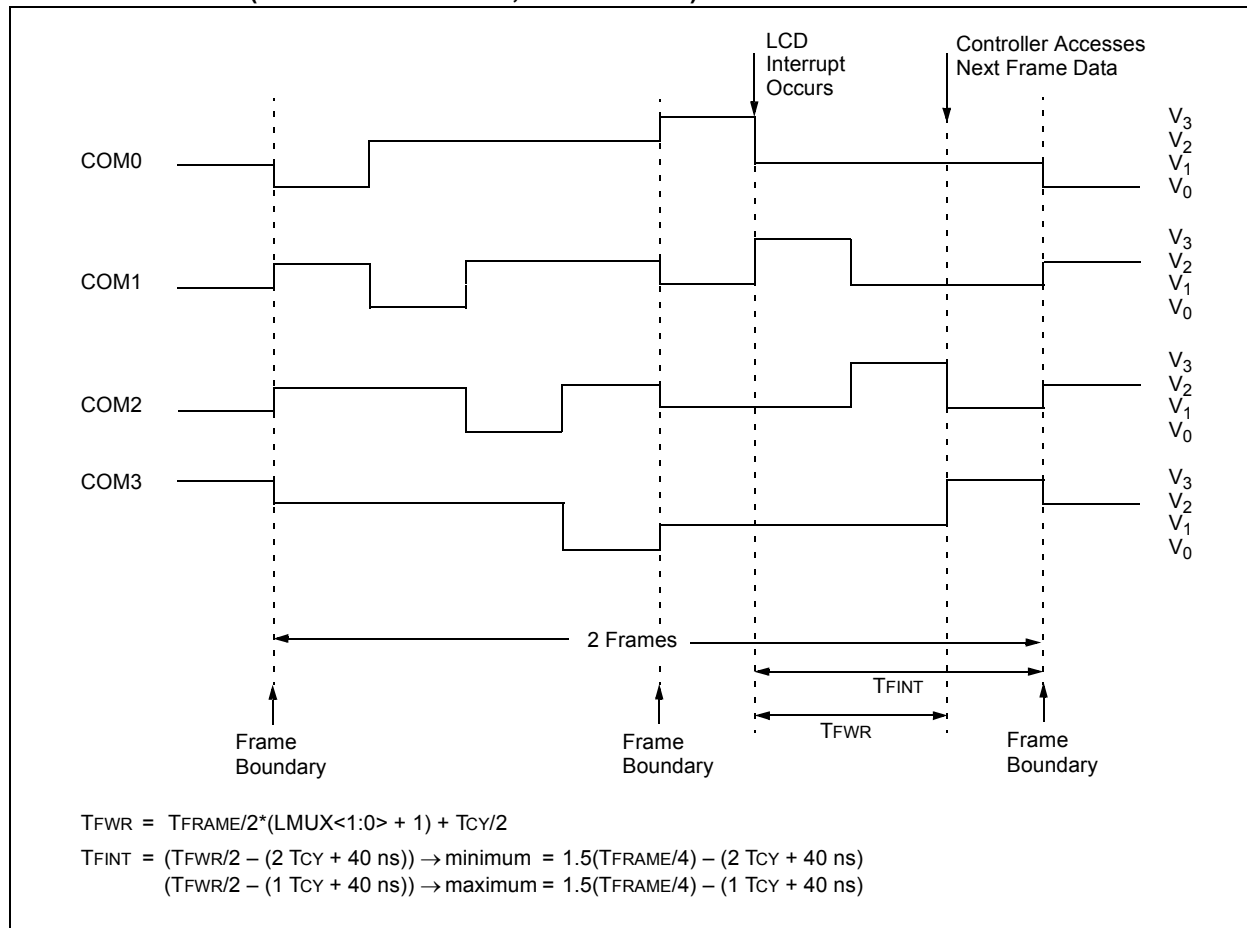 LCD
Interrupt
Occurs
Controller Accesses
Next Frame Data
COM0
V3
V2
V1
V0
COM1
V3
V2
V1
V0
COM2
V3
V2
V1
V0
COM3
V3
V2
V1
V0
2 Frames
TFINT
TFWR
Frame
Boundary
Frame
Boundary
Frame
Boundary
TFWR = TFRAME/2*(LMUX<1:0> + 1) + TCY/2
TFINT = (TFWR/2 – (2 TCY + 40 ns)) → minimum = 1.5(TFRAME/4) – (2 TCY + 40 ns)
(TFWR/2 – (1 TCY + 40 ns)) → maximum = 1.5(TFRAME/4) – (1 TCY + 40 ns)